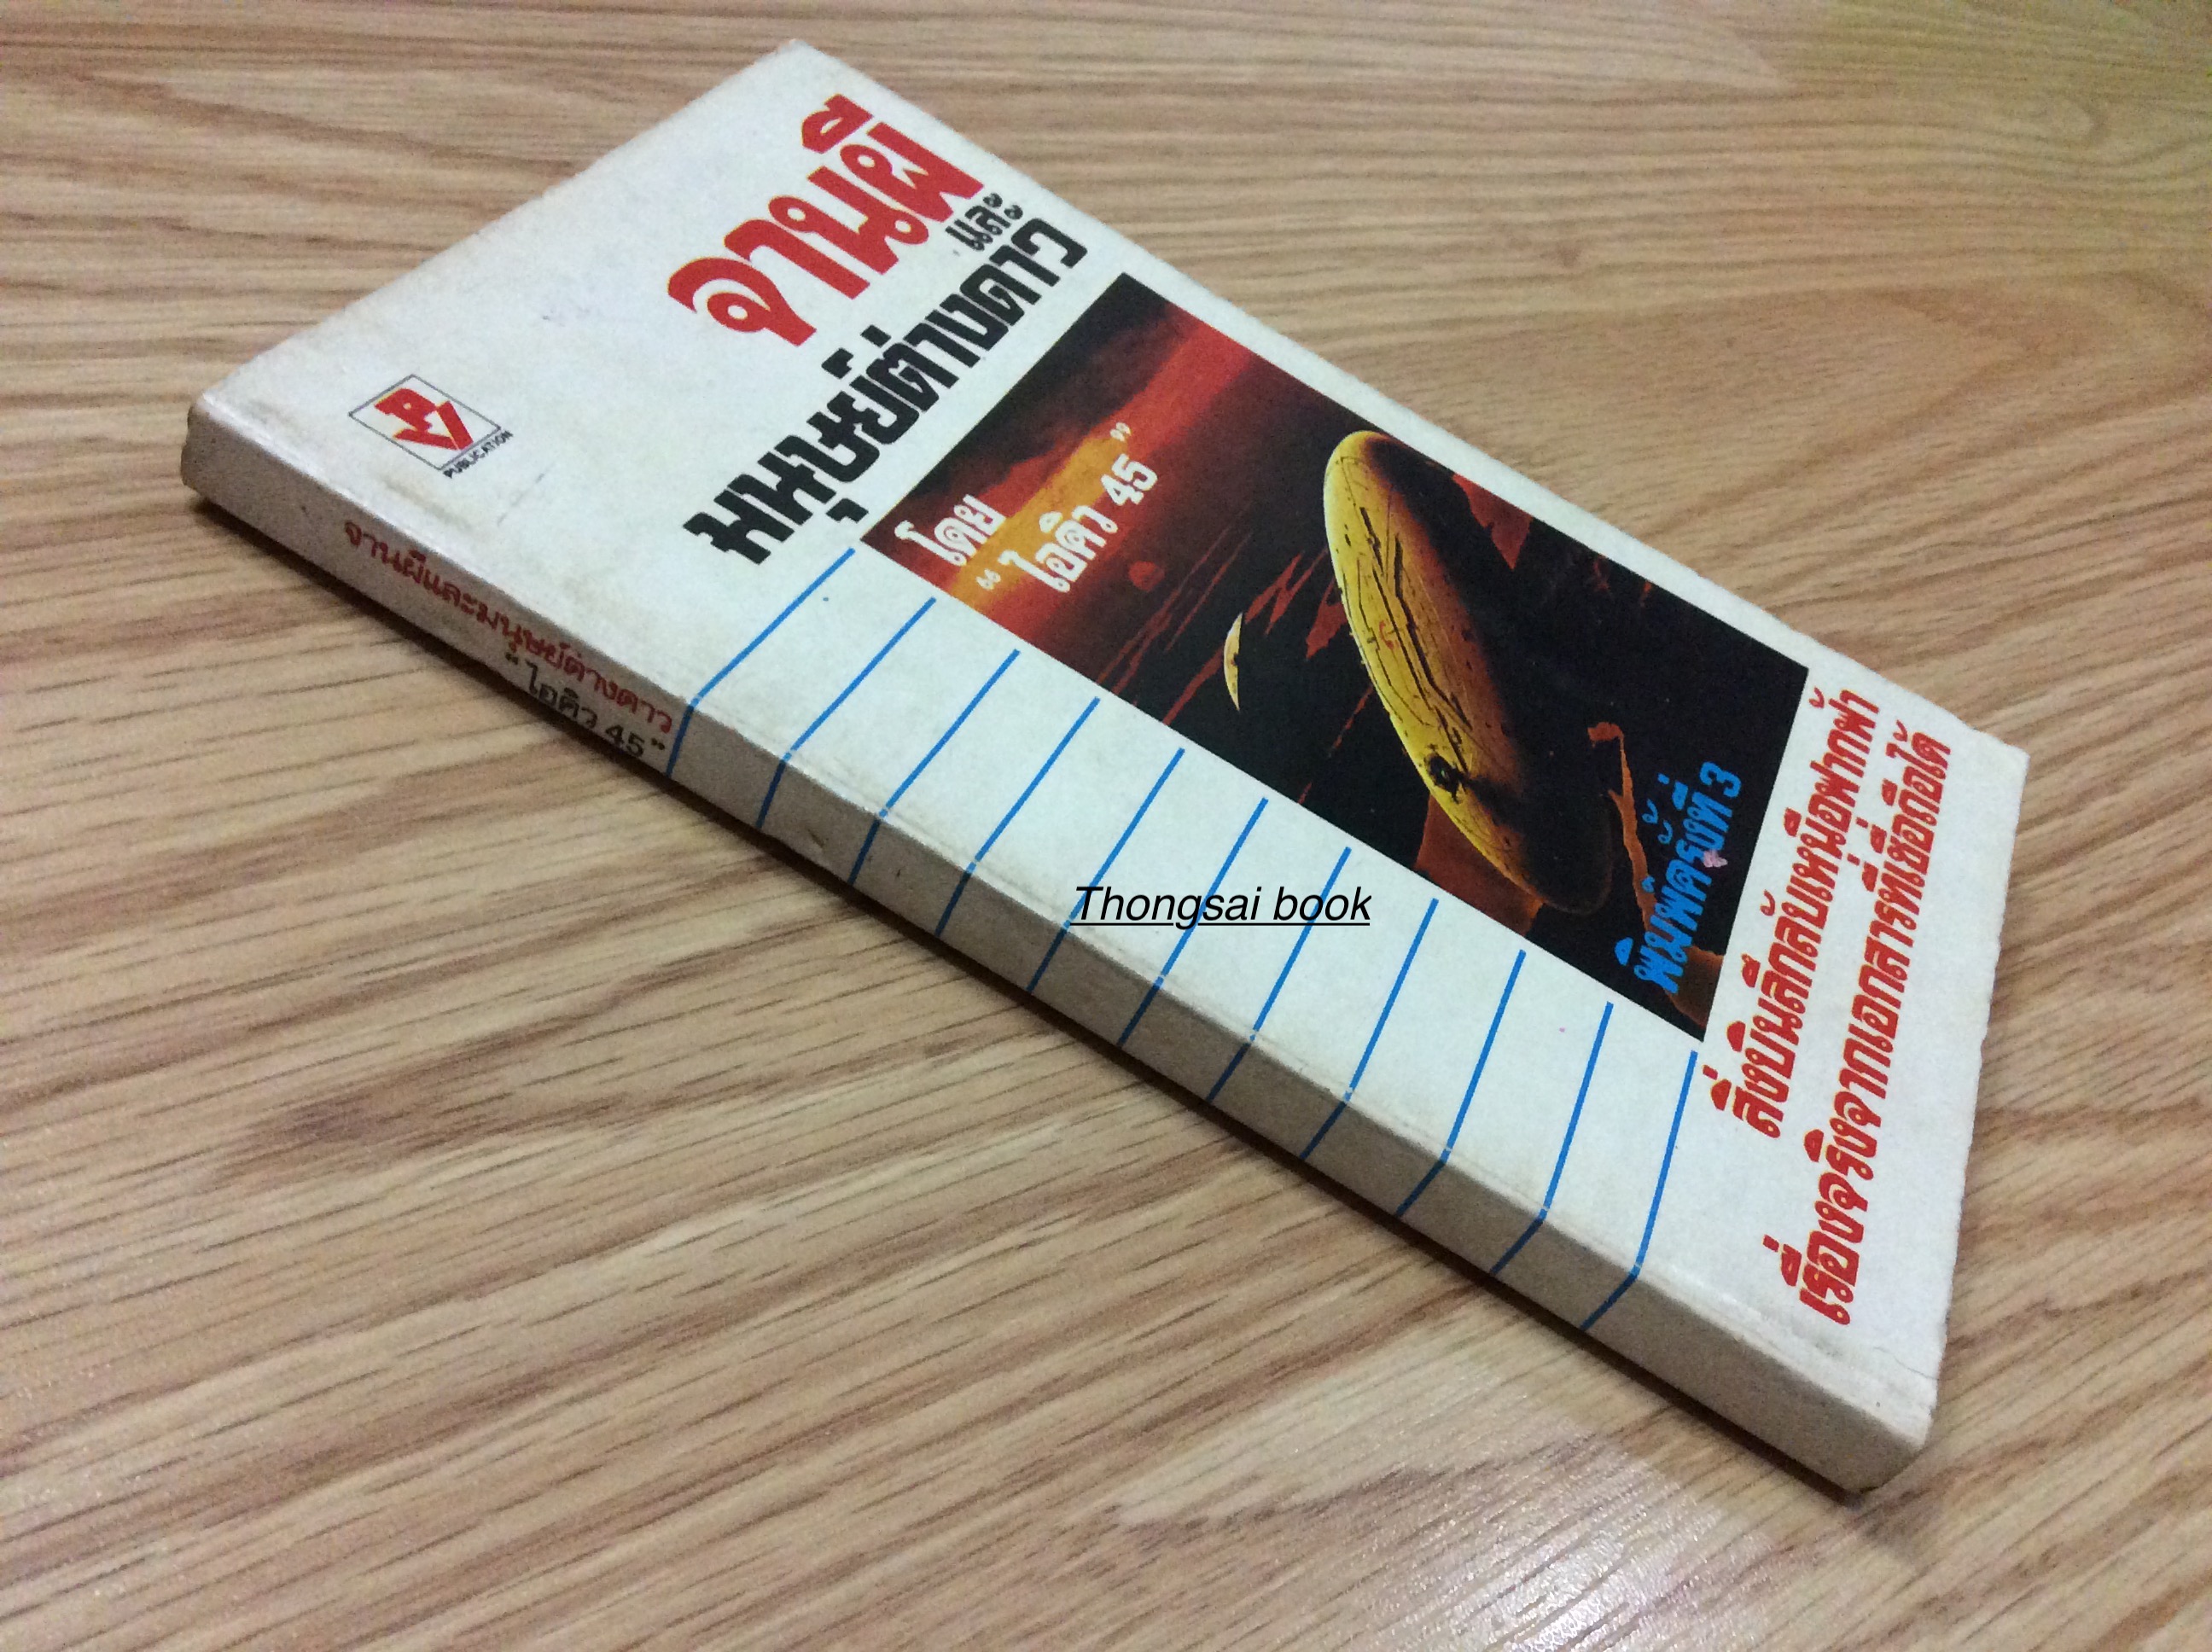 จานผี
และ
มนุษย์ต่างดาว
โดย
“ ไอคิว 45 ”
พิมพ์ครั้งที่ 3
สิ่งบินลึกลับเหนือฟากฟ้า
เรื่องจริงจากเอกสารที่เชื่อถือได้
PV
PUBLICATION
จานผีและมนุษย์ต่างดาว
“ ไอคิว 45 ”
Thongsai book